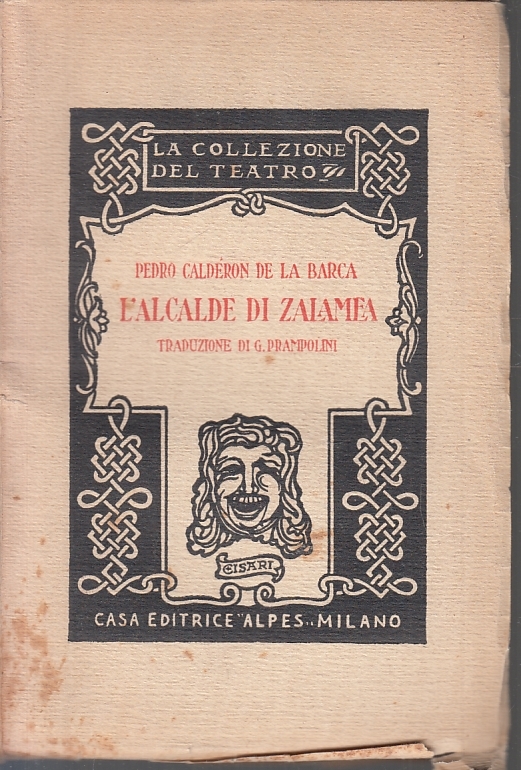 LA COLLEZIONE
DEL TEATRO
PEDRO CALDÉRON DE LA BARCA
L'ALCALDE DI ZALAMEA
TRADUZIONE DI G. PRAMPOLINI
CISARI
CASA EDITRICE "ALPES„ MILANO